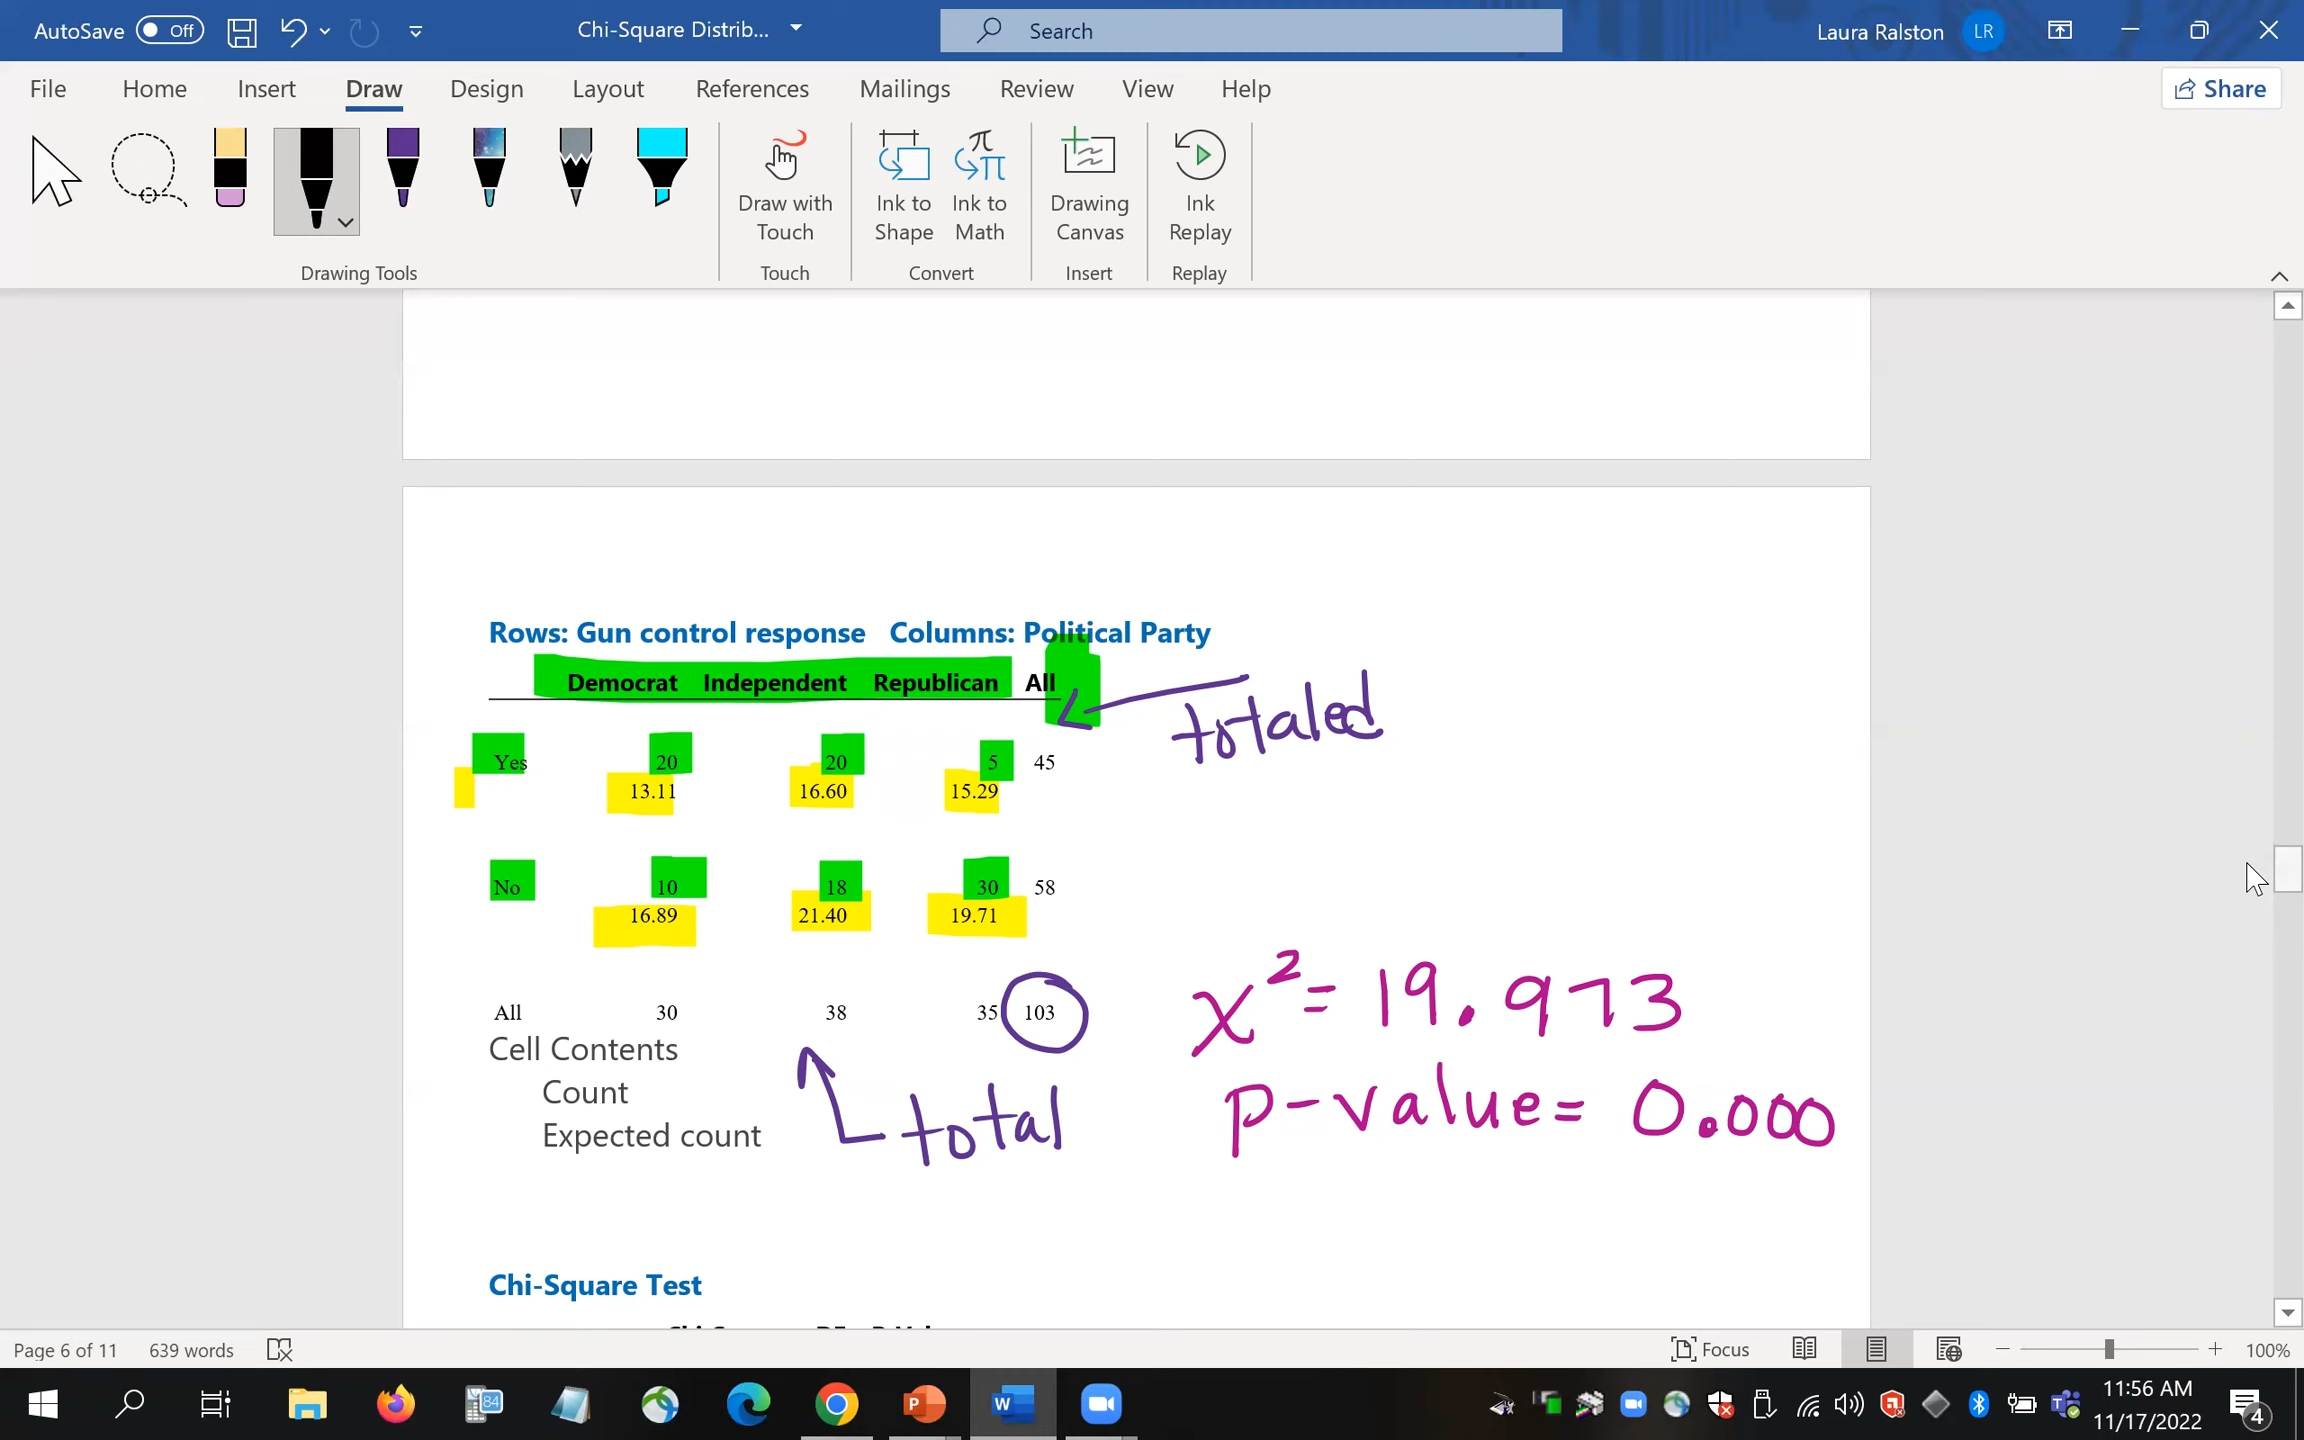 AutoSave Off Chi-Square Distrib... Search Laura Ralston LR
File Home Insert Draw Design Layout References Mailings Review View Help Share
Draw with Touch Ink to Shape Ink to Math Drawing Canvas Ink Replay
Drawing Tools Touch Convert Insert Replay
Rows: Gun control response Columns: Political Party
Democrat Independent Republican All
totaled
Yes 20 20 5 45
13.11 16.60 15.29
No 10 18 30 58
16.89 21.40 19.71
All 30 38 35 103
x² = 19.973
Cell Contents
Count
Expected count
total
p-value = 0.000
Chi-Square Test
Page 6 of 11 639 words Focus 100%
84 P W 11:56 AM
11/17/2022 4